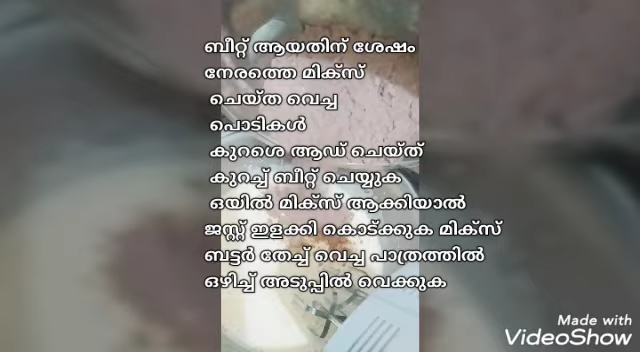 ബീറ്റ് ആയതിന് ശേഷം
നേരത്തെ മിക്സ്
ചെയ്ത വെച്ച
പൊടികൾ
കുറശെ ആഡ് ചെയ്ത്
കുറച്ച് ബീറ്റ് ചെയ്യുക
ഒയിൽ മിക്സ് ആക്കിയാൽ
ജസ്റ്റ് ഇളക്കി കൊട്ക്കുക മിക്സ്
ബട്ടർ തേച്ച് വെച്ച പാത്രത്തിൽ
ഒഴിച്ച് അടുപ്പിൽ വെക്കുക
Made with
VideoShow